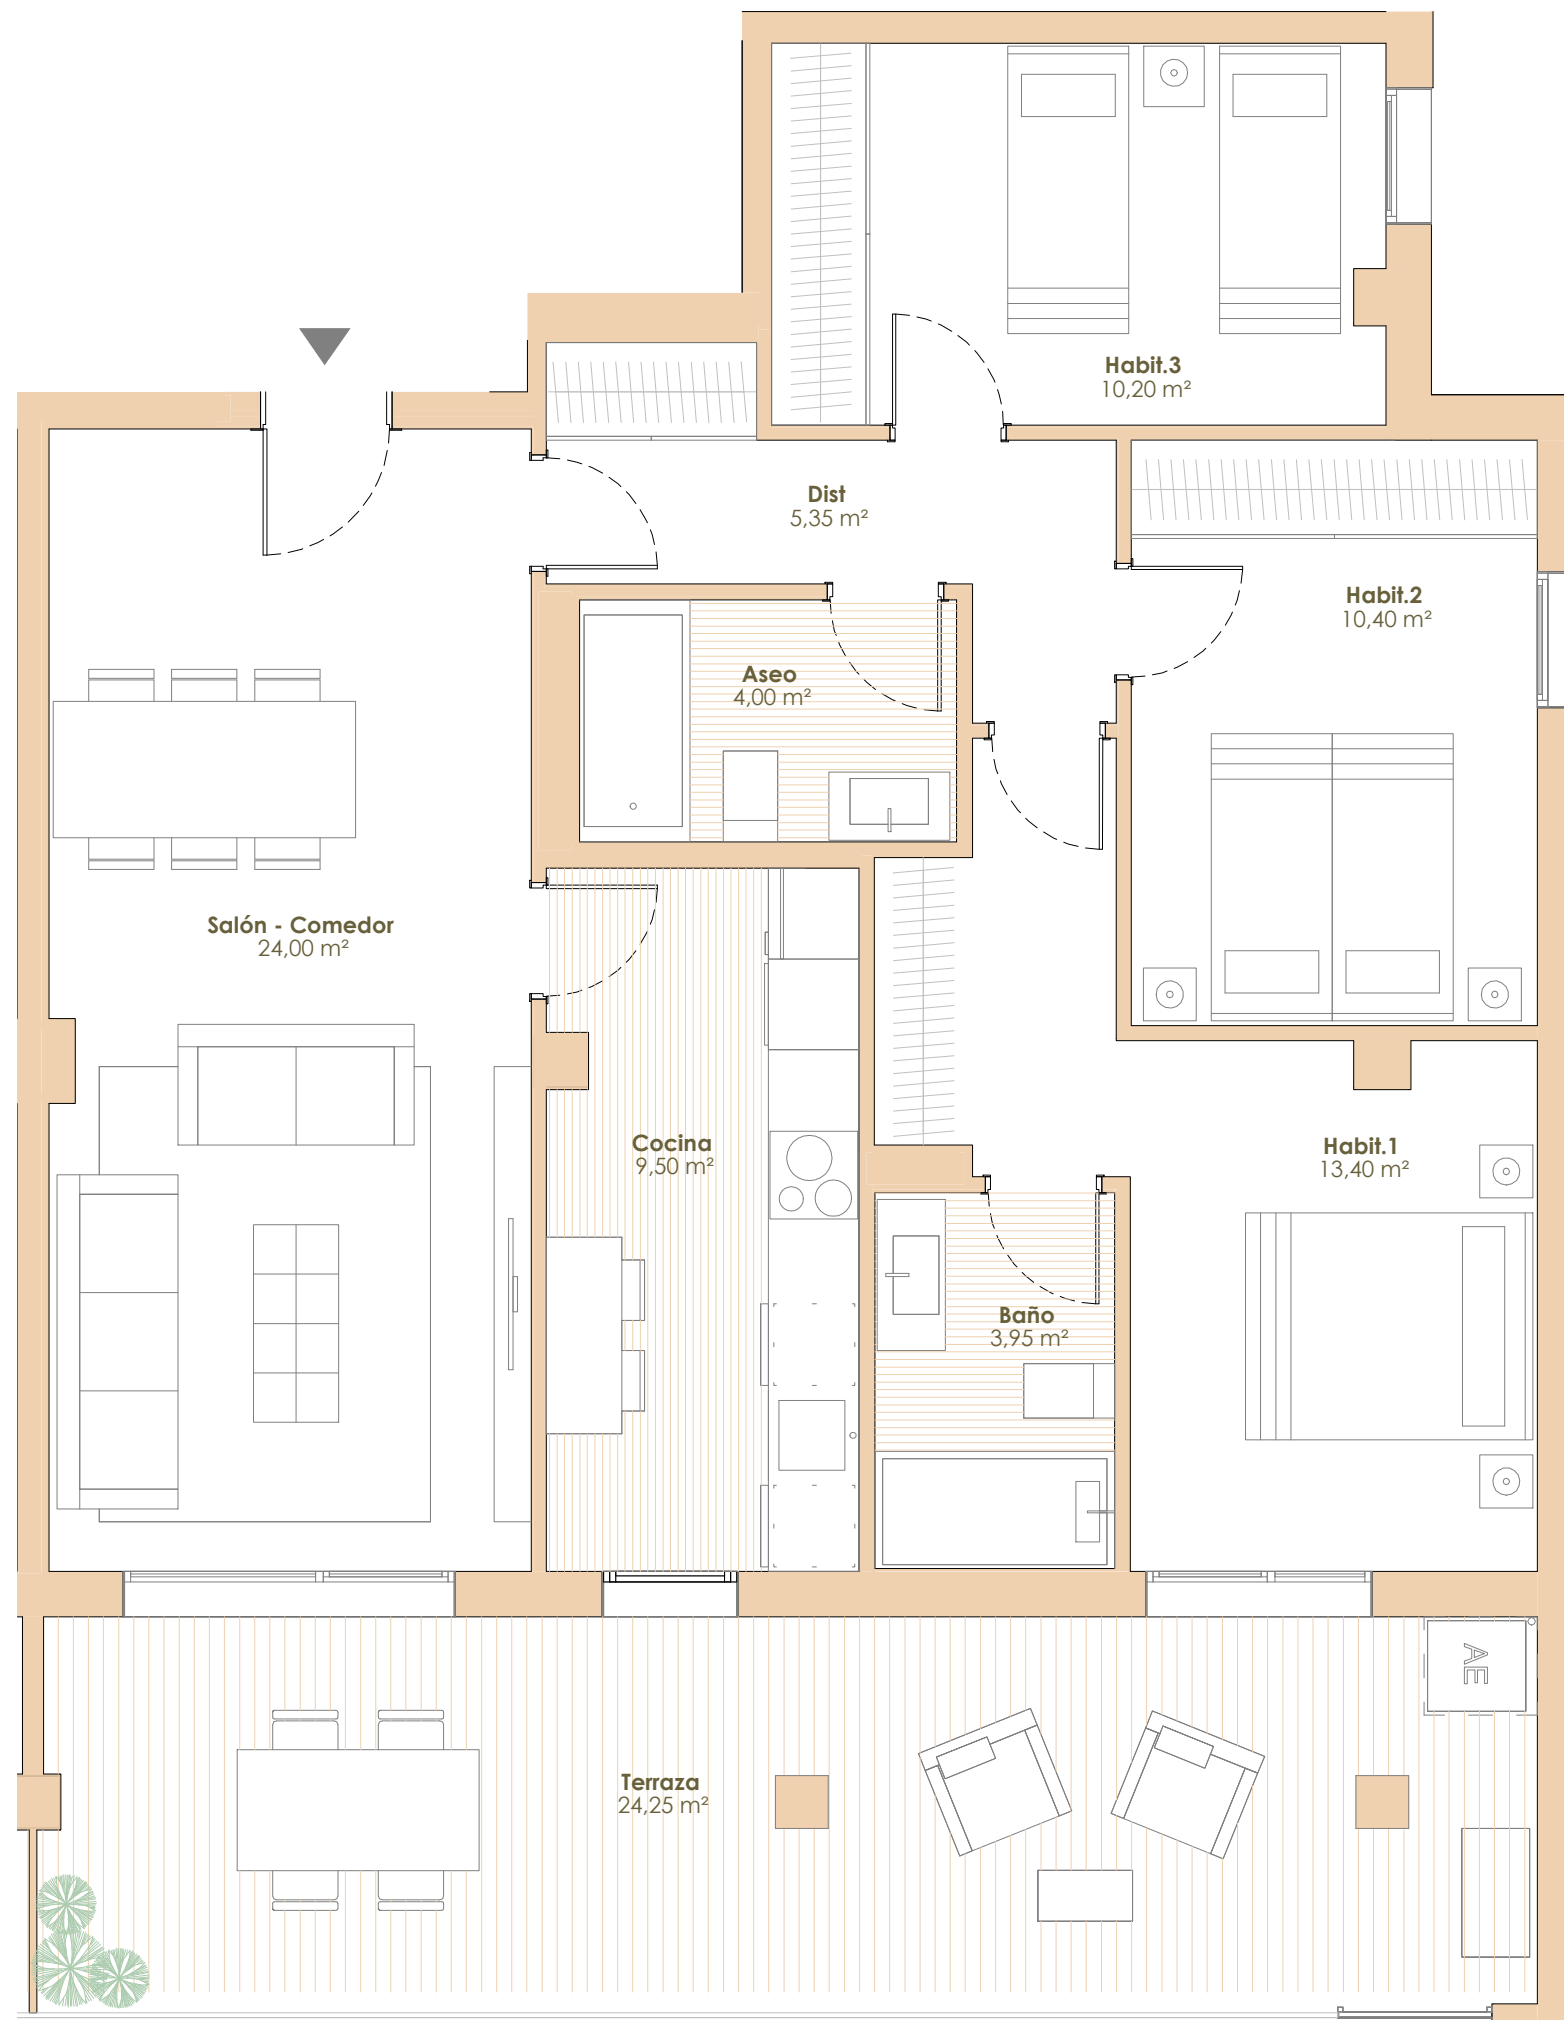 Habit.3
10,20 m²
Dist
5,35 m²
Habit.2
10,40 m²
Aseo
4,00 m²
Salón - Comedor
24,00 m²
Cocina
9,50 m²
Habit.1
13,40 m²
Baño
3,95 m²
AE
Terraza
24,25 m²